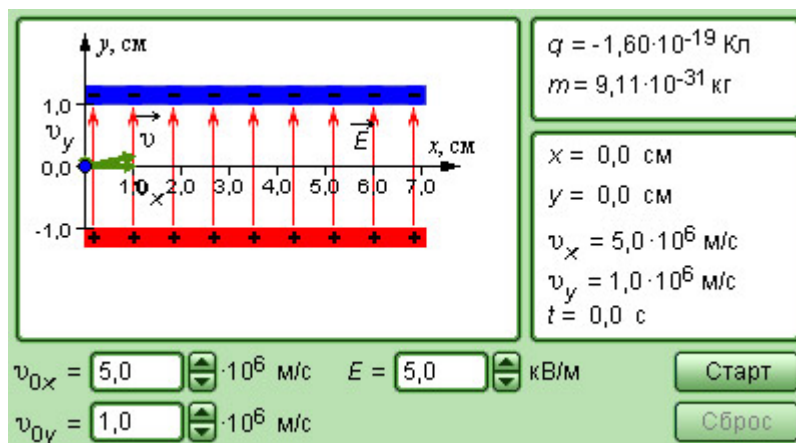 y, см
1,0
υy
υ
E
x, см
0,0
1,0
υx
2,0 3,0 4,0 5,0 6,0 7,0
-1,0
q = -1,60·10⁻¹⁹ Кл
m = 9,11·10⁻³¹ кг
x = 0,0 см
y = 0,0 см
υx = 5,0·10⁶ м/с
υy = 1,0·10⁶ м/с
t = 0,0 с
υ0x = 5,0 ·10⁶ м/с E = 5,0 кВ/м Старт
υ0y = 1,0 ·10⁶ м/с Сброс